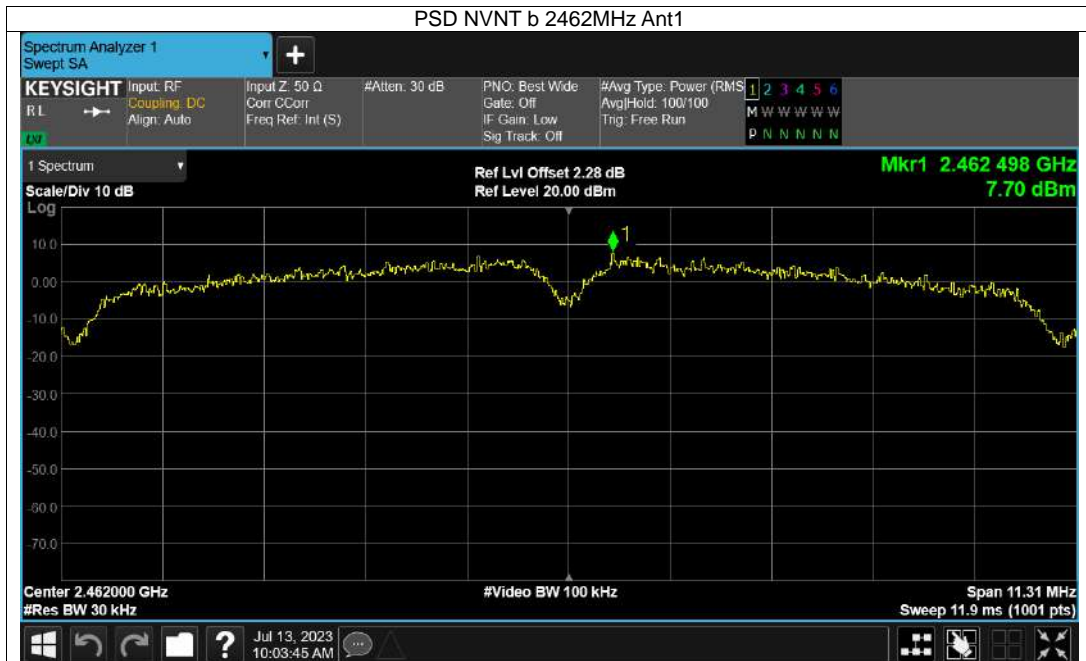 PSD NVNT b 2462MHz Ant1
Spectrum Analyzer 1
Swept SA
+
KEYSIGHT
R L
LXI
Input: RF
Coupling: DC
Align: Auto
Input Z: 50 Ω
Corr CCorr
Freq Ref: Int (S)
#Atten: 30 dB
PNO: Best Wide
Gate: Off
IF Gain: Low
Sig Track: Off
#Avg Type: Power (RMS
Avg|Hold: 100/100
Trig: Free Run
1 2 3 4 5 6
M W W W W W
P N N N N N
1 Spectrum
Scale/Div 10 dB
Log
Ref Lvl Offset 2.28 dB
Ref Level 20.00 dBm
Mkr1 2.462 498 GHz
7.70 dBm
1
10.0
0.00
-10.0
-20.0
-30.0
-40.0
-50.0
-60.0
-70.0
Center 2.462000 GHz
#Res BW 30 kHz
#Video BW 100 kHz
Span 11.31 MHz
Sweep 11.9 ms (1001 pts)
?
Jul 13, 2023
10:03:45 AM